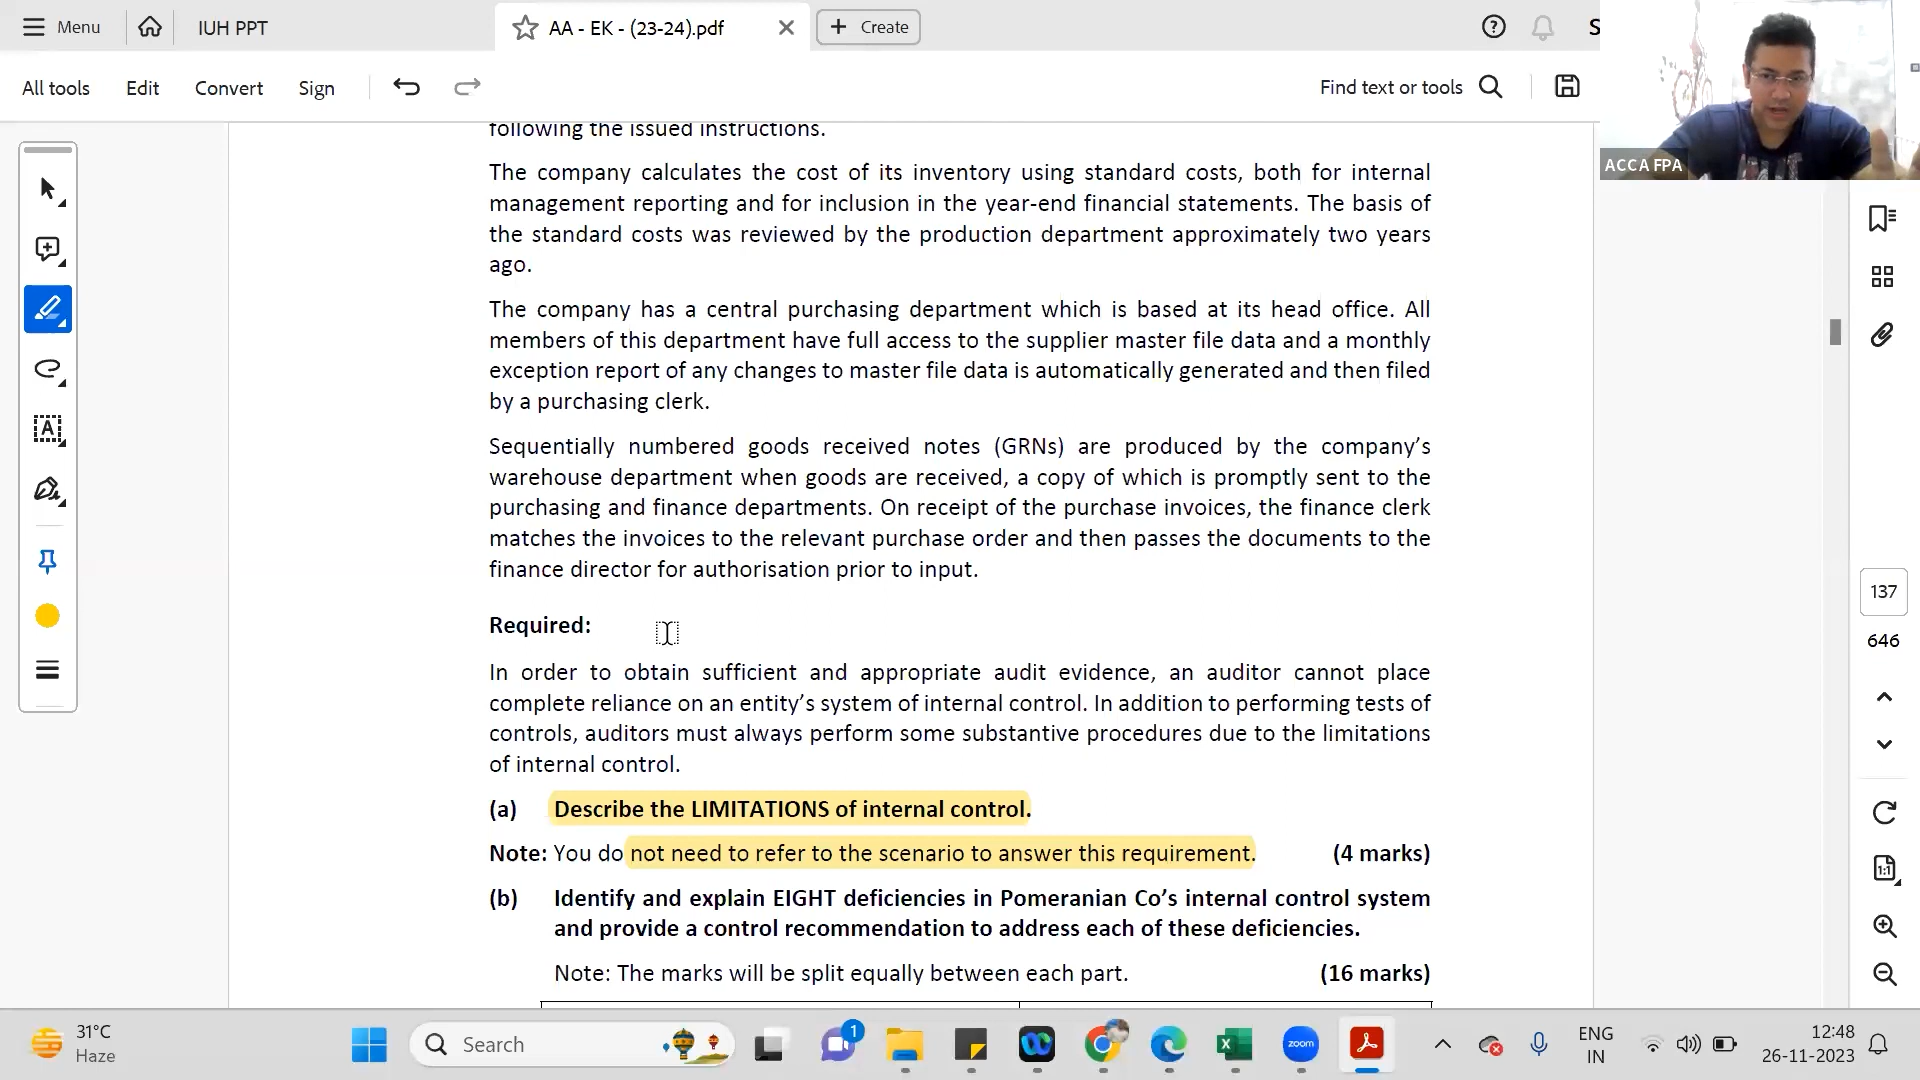 Menu
IUH PPT
AA - EK - (23-24).pdf
Create
All tools
Edit
Convert
Sign
Find text or tools
ACCA FPA
following the issued instructions.
The company calculates the cost of its inventory using standard costs, both for internal
management reporting and for inclusion in the year-end financial statements. The basis of
the standard costs was reviewed by the production department approximately two years
ago.
The company has a central purchasing department which is based at its head office. All
members of this department have full access to the supplier master file data and a monthly
exception report of any changes to master file data is automatically generated and then filed
by a purchasing clerk.
Sequentially numbered goods received notes (GRNs) are produced by the company's
warehouse department when goods are received, a copy of which is promptly sent to the
purchasing and finance departments. On receipt of the purchase invoices, the finance clerk
matches the invoices to the relevant purchase order and then passes the documents to the
finance director for authorisation prior to input.
Required:
In order to obtain sufficient and appropriate audit evidence, an auditor cannot place
complete reliance on an entity's system of internal control. In addition to performing tests of
controls, auditors must always perform some substantive procedures due to the limitations
of internal control.
(a) Describe the LIMITATIONS of internal control.
Note: You do not need to refer to the scenario to answer this requirement. (4 marks)
(b) Identify and explain EIGHT deficiencies in Pomeranian Co's internal control system
and provide a control recommendation to address each of these deficiencies.
Note: The marks will be split equally between each part. (16 marks)
137
646
1:1
31°C
Haze
Search
1
zoom
ENG
IN
12:48
26-11-2023